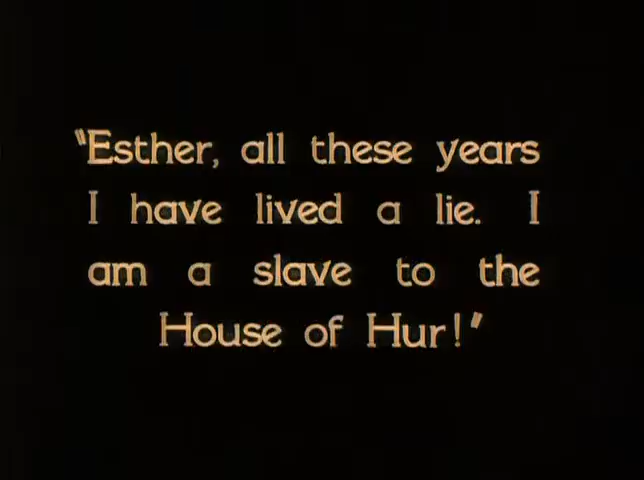 "Esther, all these years
I have lived a lie. I
am a slave to the
House of Hur!"